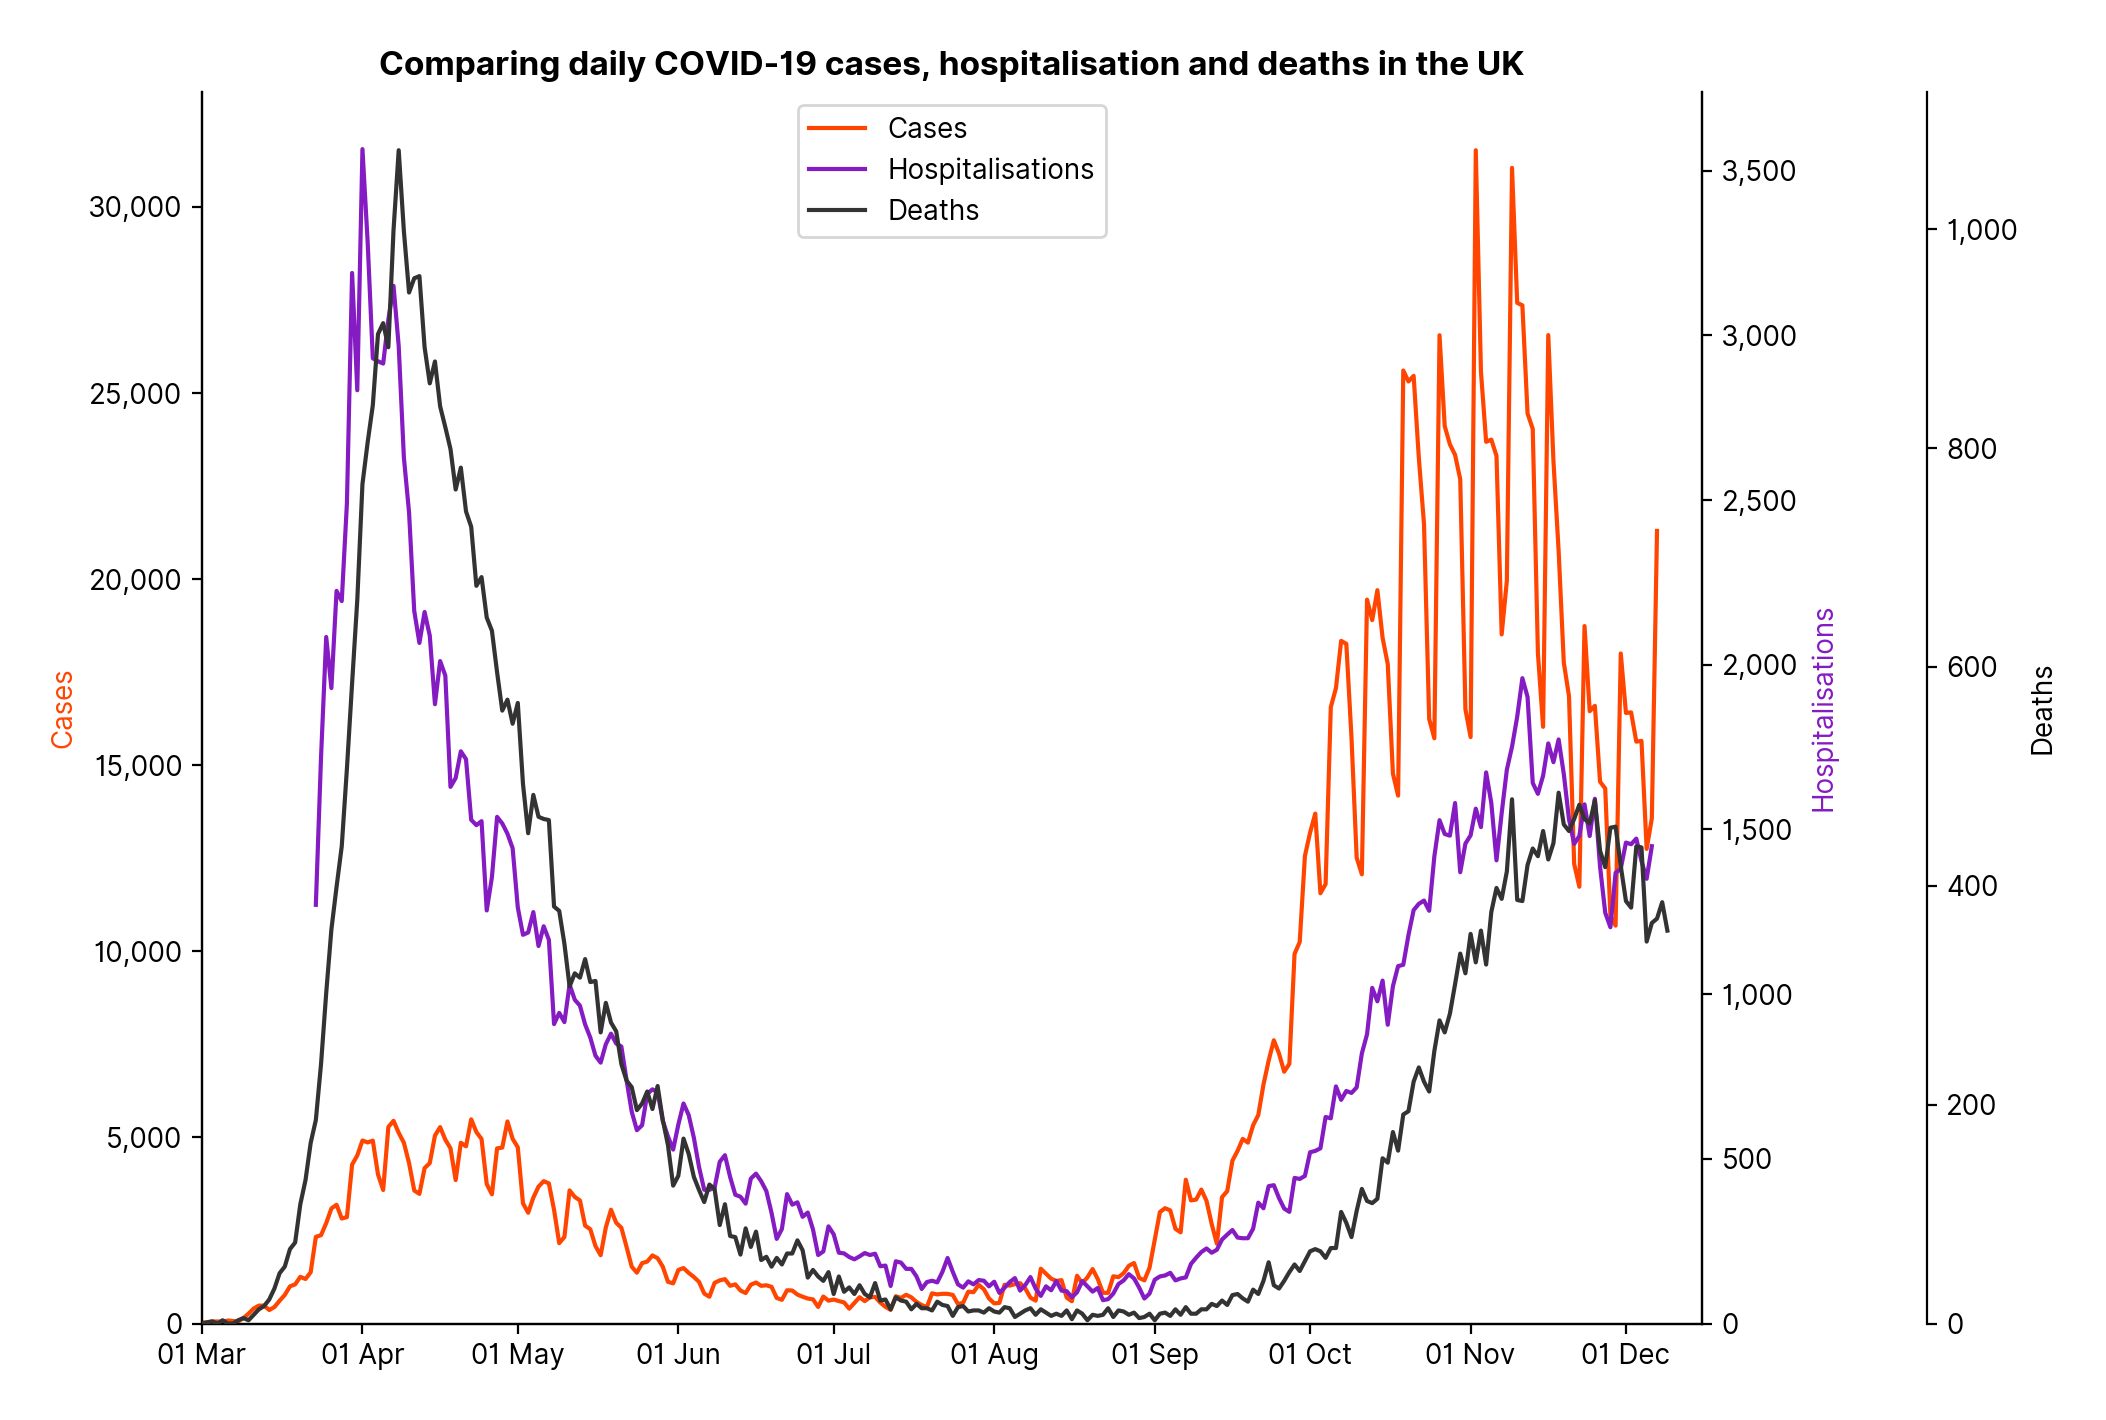 Comparing daily COVID-19 cases, hospitalisation and deaths in the UK
Cases
Hospitalisations
Deaths
30,000
25,000
20,000
15,000
10,000
5,000
0
Cases
3,500
3,000
2,500
2,000
1,500
1,000
500
0
Hospitalisations
1,000
800
600
400
200
0
Deaths
01 Mar
01 Apr
01 May
01 Jun
01 Jul
01 Aug
01 Sep
01 Oct
01 Nov
01 Dec